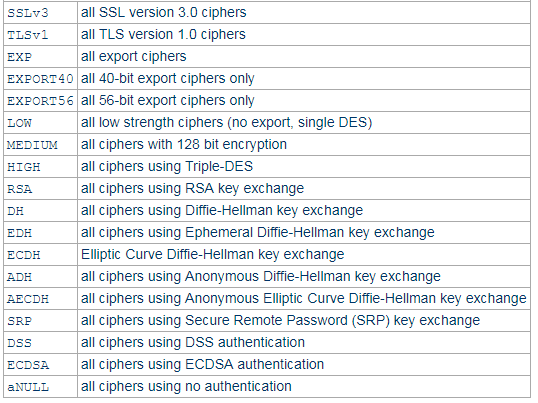 SSLv3 all SSL version 3.0 ciphers
TLSv1 all TLS version 1.0 ciphers
EXP all export ciphers
EXPORT40 all 40-bit export ciphers only
EXPORT56 all 56-bit export ciphers only
LOW all low strength ciphers (no export, single DES)
MEDIUM all ciphers with 128 bit encryption
HIGH all ciphers using Triple-DES
RSA all ciphers using RSA key exchange
DH all ciphers using Diffie-Hellman key exchange
EDH all ciphers using Ephemeral Diffie-Hellman key exchange
ECDH Elliptic Curve Diffie-Hellman key exchange
ADH all ciphers using Anonymous Diffie-Hellman key exchange
AECDH all ciphers using Anonymous Elliptic Curve Diffie-Hellman key exchange
SRP all ciphers using Secure Remote Password (SRP) key exchange
DSS all ciphers using DSS authentication
ECDSA all ciphers using ECDSA authentication
aNULL all ciphers using no authentication